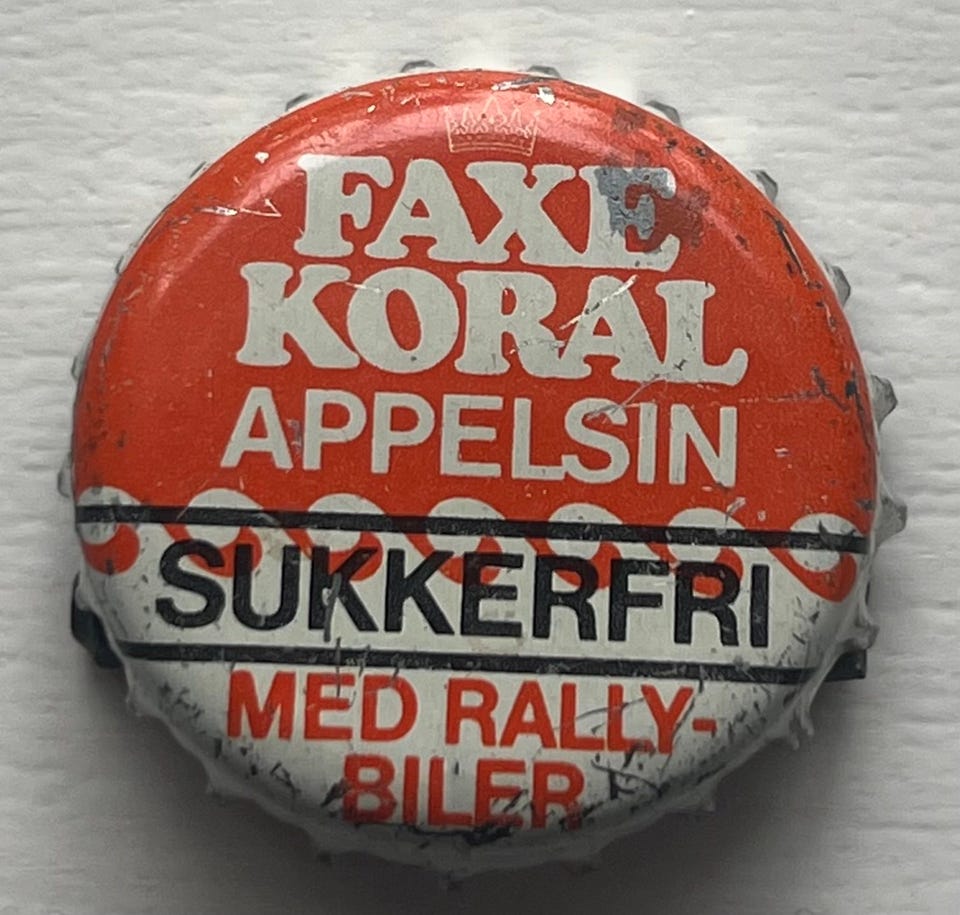 FAXE
KORAL
APPELSIN
SUKKERFRI
MED RALLY-
BILER